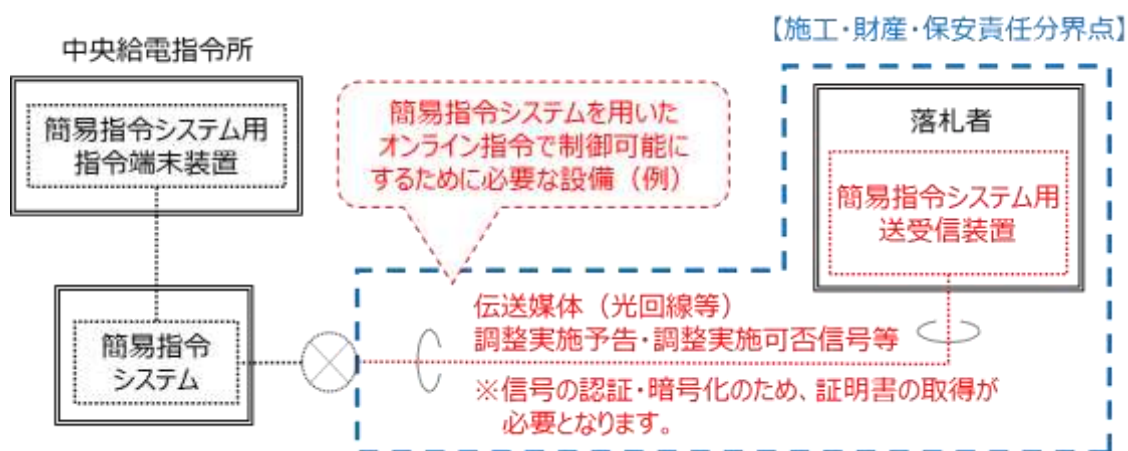 【施工・財産・保安責任分界点】
中央給電指令所
簡易指令システム用
指令端末装置
簡易指令システムを用いた
オンライン指令で制御可能に
するために必要な設備（例）
落札者
簡易指令システム用
送受信装置
簡易指令
システム
伝送媒体（光回線等）
調整実施予告・調整実施可否信号等
※信号の認証・暗号化のため、証明書の取得が
必要となります。